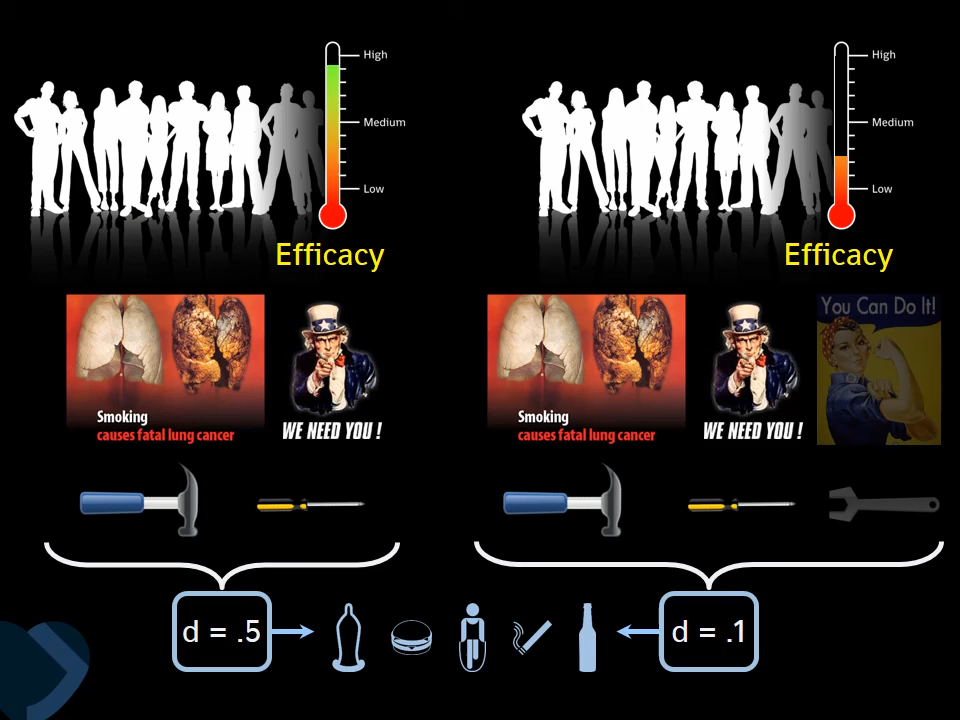 High
Medium
Low
Efficacy
High
Medium
Low
Efficacy
Smoking
causes fatal lung cancer
WE NEED YOU !
Smoking
causes fatal lung cancer
WE NEED YOU !
You Can Do It!
d = .5
d = .1